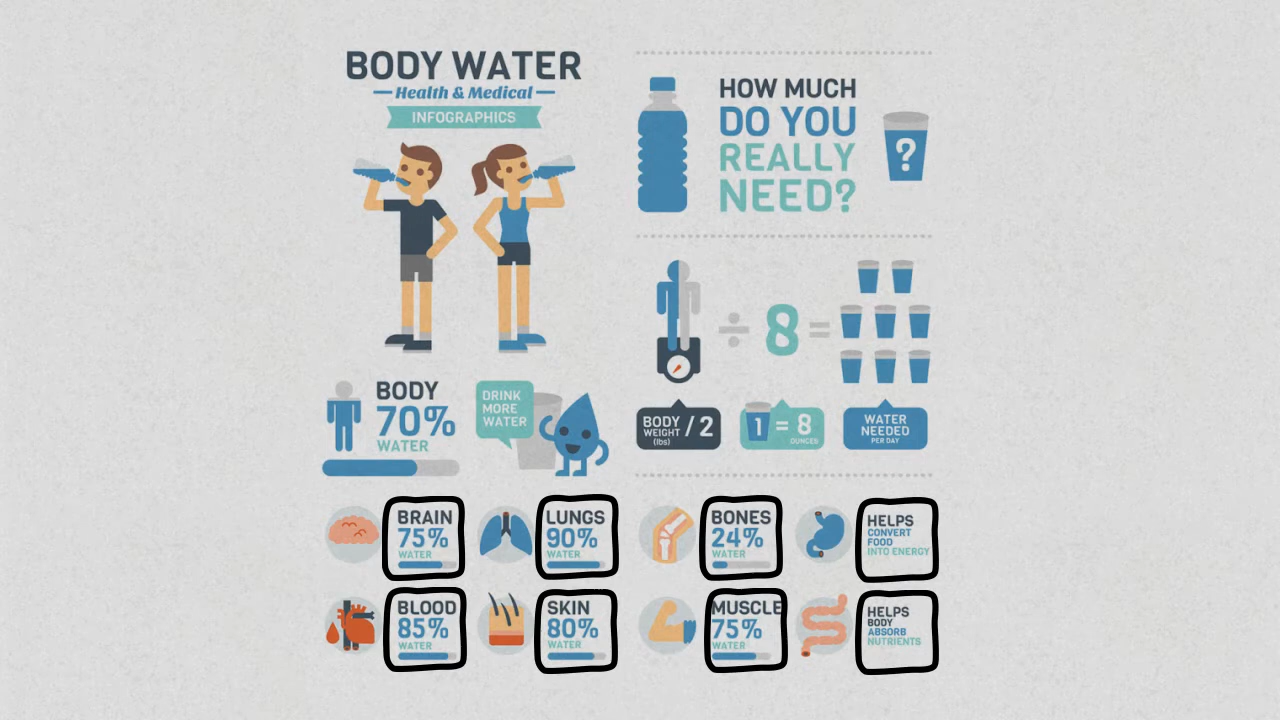 BODY WATER
Health & Medical
INFOGRAPHICS
HOW MUCH
DO YOU
REALLY
NEED?
?
÷ 8 =
BODY
70%
WATER
DRINK
MORE
WATER
BODY
WEIGHT
(lbs)
/ 2
1 = 8
OUNCES
WATER
NEEDED
PER DAY
BRAIN
75%
WATER
LUNGS
90%
WATER
BONES
24%
WATER
HELPS
CONVERT
FOOD
INTO ENERGY
BLOOD
85%
WATER
SKIN
80%
WATER
MUSCLE
75%
WATER
HELPS
BODY
ABSORB
NUTRIENTS